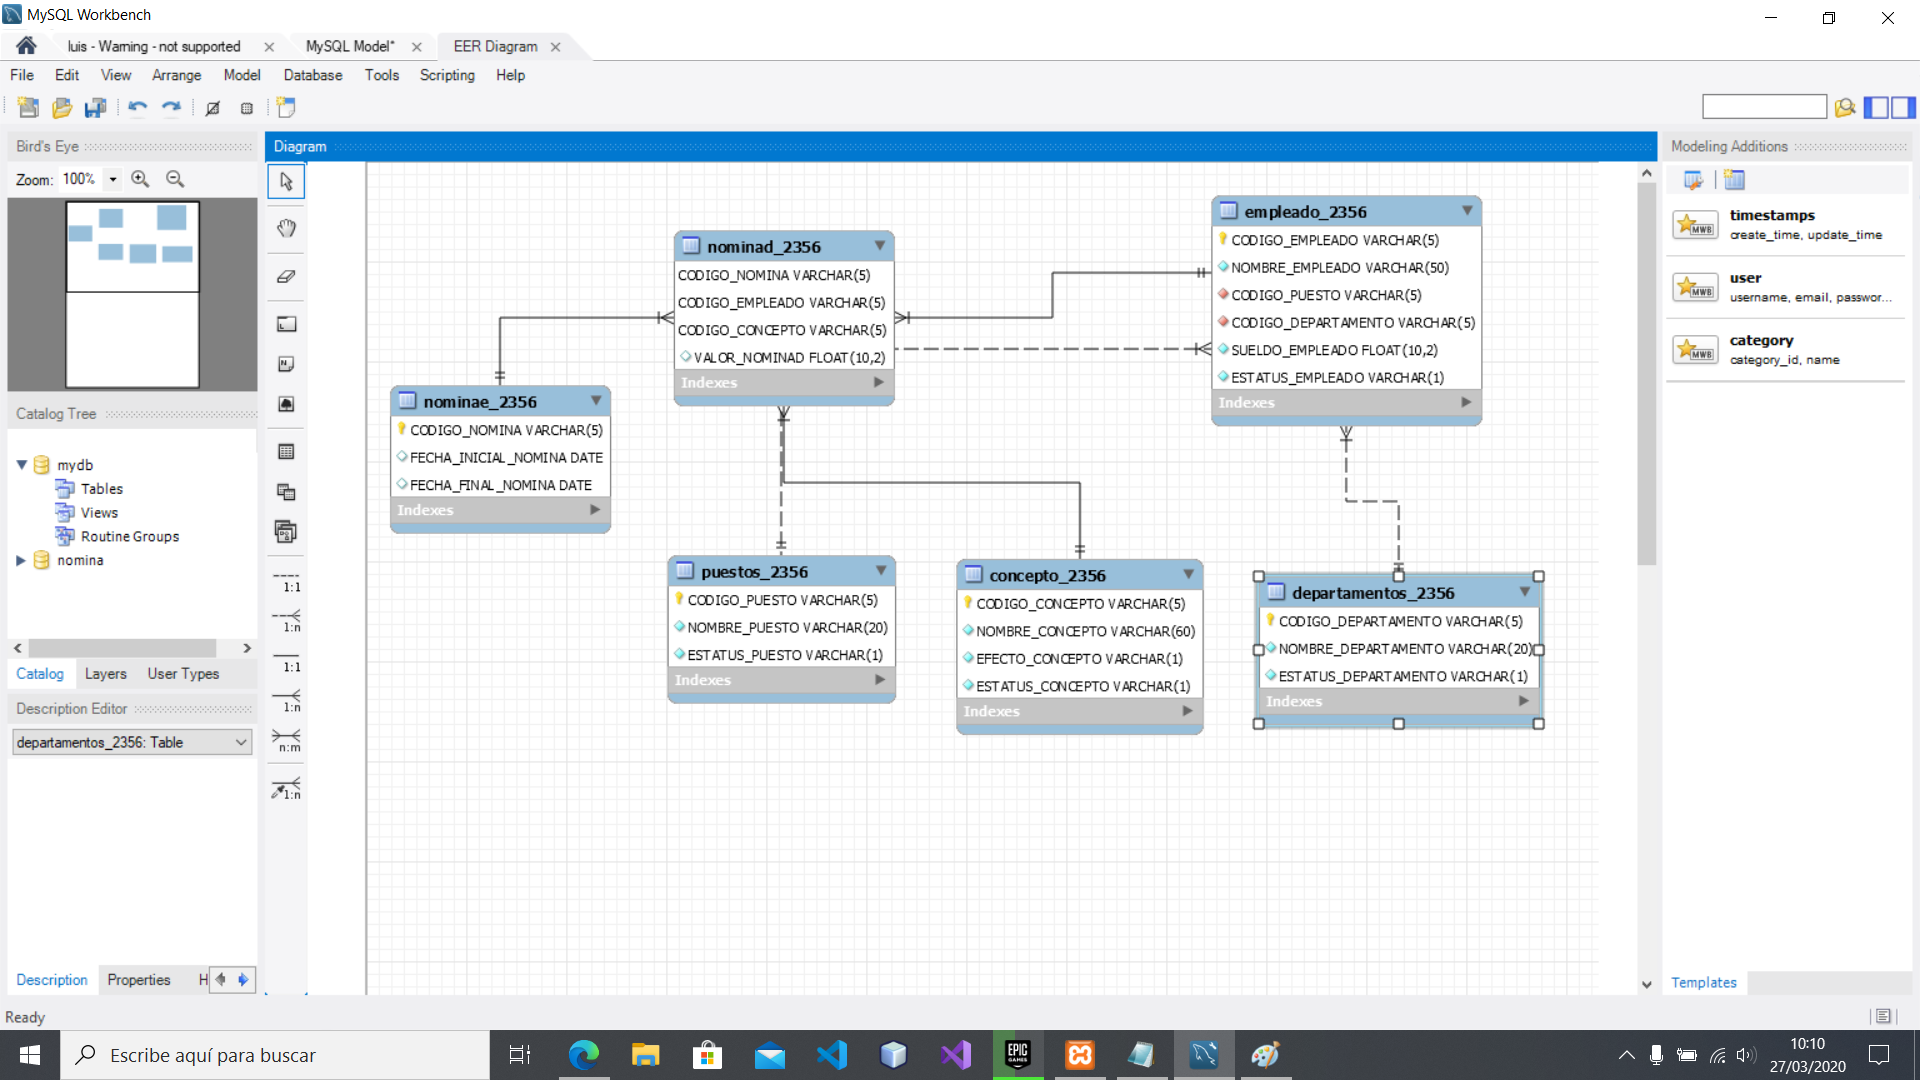 MySQL Workbench
luis - Warning - not supported
MySQL Model*
EER Diagram
File Edit View Arrange Model Database Tools Scripting Help
Bird's Eye
Zoom: 100%
Diagram
Modeling Additions
timestamps
create_time, update_time
user
username, email, passwor...
category
category_id, name
Templates
Catalog Tree
mydb
Tables
Views
Routine Groups
nomina
Catalog Layers User Types
Description Editor
departamentos_2356: Table
Description Properties H
1:1
1:n
1:1
1:n
n:m
1:n
nominad_2356
CODIGO_NOMINA VARCHAR(5)
CODIGO_EMPLEADO VARCHAR(5)
CODIGO_CONCEPTO VARCHAR(5)
VALOR_NOMINAD FLOAT(10,2)
Indexes
empleado_2356
CODIGO_EMPLEADO VARCHAR(5)
NOMBRE_EMPLEADO VARCHAR(50)
CODIGO_PUESTO VARCHAR(5)
CODIGO_DEPARTAMENTO VARCHAR(5)
SUELDO_EMPLEADO FLOAT(10,2)
ESTATUS_EMPLEADO VARCHAR(1)
Indexes
nominae_2356
CODIGO_NOMINA VARCHAR(5)
FECHA_INICIAL_NOMINA DATE
FECHA_FINAL_NOMINA DATE
Indexes
puestos_2356
CODIGO_PUESTO VARCHAR(5)
NOMBRE_PUESTO VARCHAR(20)
ESTATUS_PUESTO VARCHAR(1)
Indexes
concepto_2356
CODIGO_CONCEPTO VARCHAR(5)
NOMBRE_CONCEPTO VARCHAR(60)
EFECTO_CONCEPTO VARCHAR(1)
ESTATUS_CONCEPTO VARCHAR(1)
Indexes
departamentos_2356
CODIGO_DEPARTAMENTO VARCHAR(5)
NOMBRE_DEPARTAMENTO VARCHAR(20)
ESTATUS_DEPARTAMENTO VARCHAR(1)
Indexes
Ready
Escribe aquí para buscar
EPIC
GAMES
10:10
27/03/2020
MWB
MWB
MWB